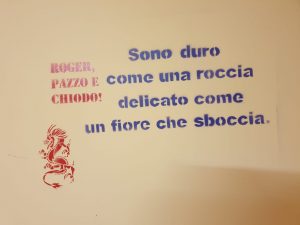 ROGER,
PAZZO E
CHIODO!
Sono duro
come una roccia
delicato come
un fiore che sboccia.